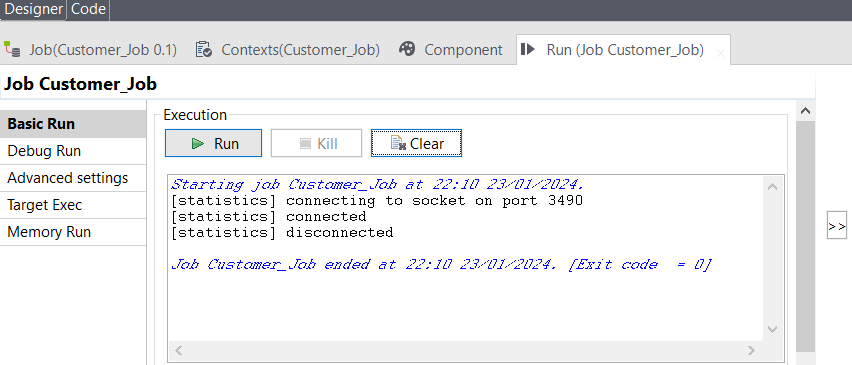 Designer Code
Job(Customer_Job 0.1) Contexts(Customer_Job) Component Run (Job Customer_Job)
Job Customer_Job
Basic Run
Debug Run
Advanced settings
Target Exec
Memory Run
Execution
Run Kill Clear
Starting job Customer_Job at 22:10 23/01/2024.
[statistics] connecting to socket on port 3490
[statistics] connected
[statistics] disconnected
Job Customer_Job ended at 22:10 23/01/2024. [Exit code  = 0]
>>